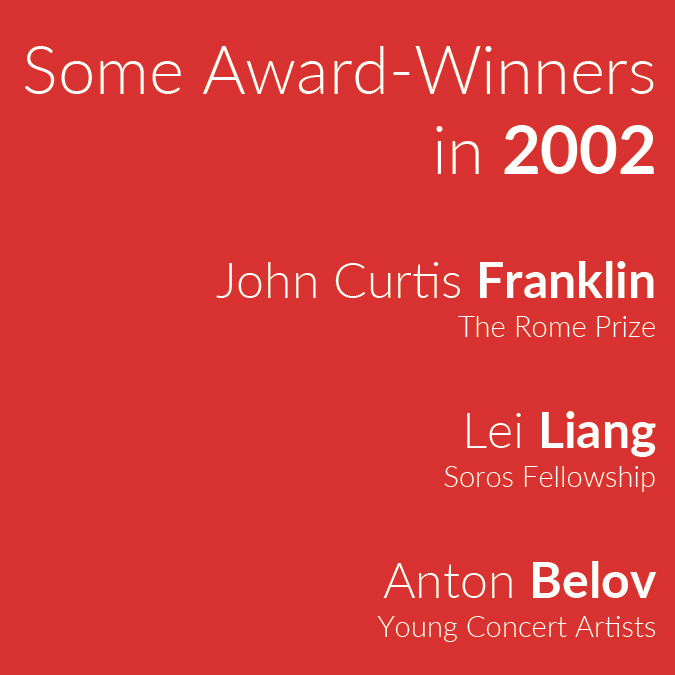 Some Award-Winners
in 2002
John Curtis Franklin
The Rome Prize
Lei Liang
Soros Fellowship
Anton Belov
Young Concert Artists